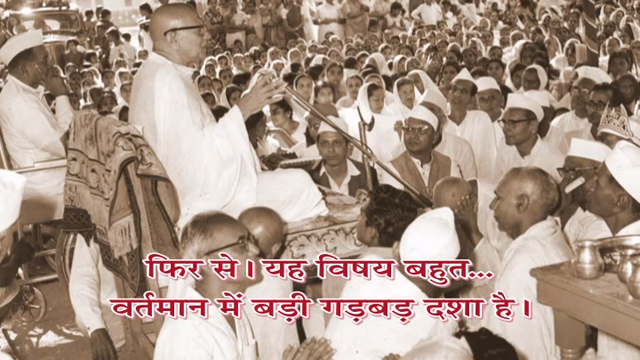 फिर से। यह विषय बहुत...
वर्तमान में बड़ी गड़बड़ दशा है।